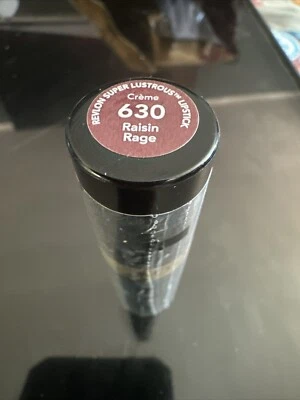 REVLON SUPER LUSTROUS™ LIPSTICK
Crème
630
Raisin
Rage